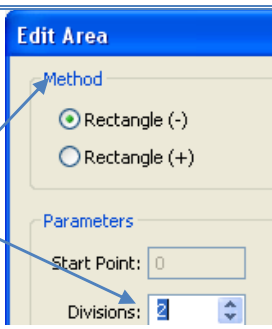 Edit Area
Method
Rectangle (-)
Rectangle (+)
Parameters
Start Point: 0
Divisions: 2